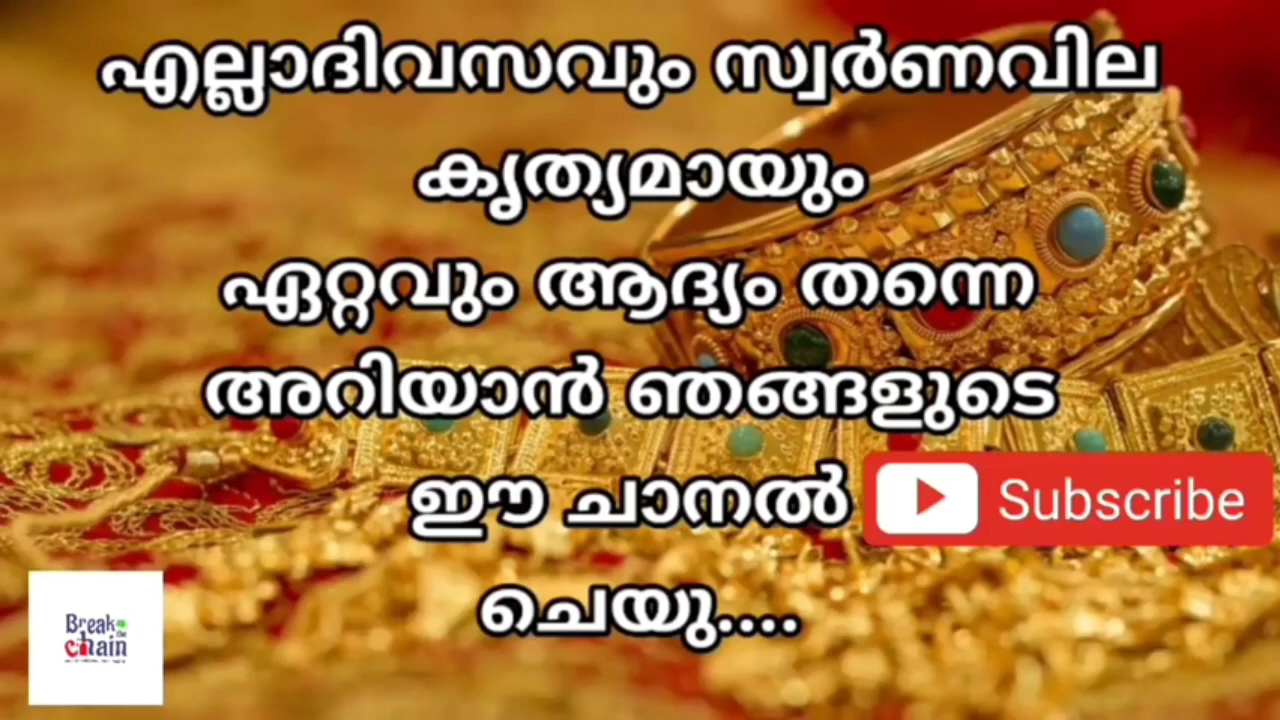 എല്ലാദിവസവും സ്വർണവില
കൃത്യമായും
ഏറ്റവും ആദ്യം തന്നെ
അറിയാൻ ഞങ്ങളുടെ
ഈ ചാനൽ Subscribe
ചെയു....
Break
the
chain